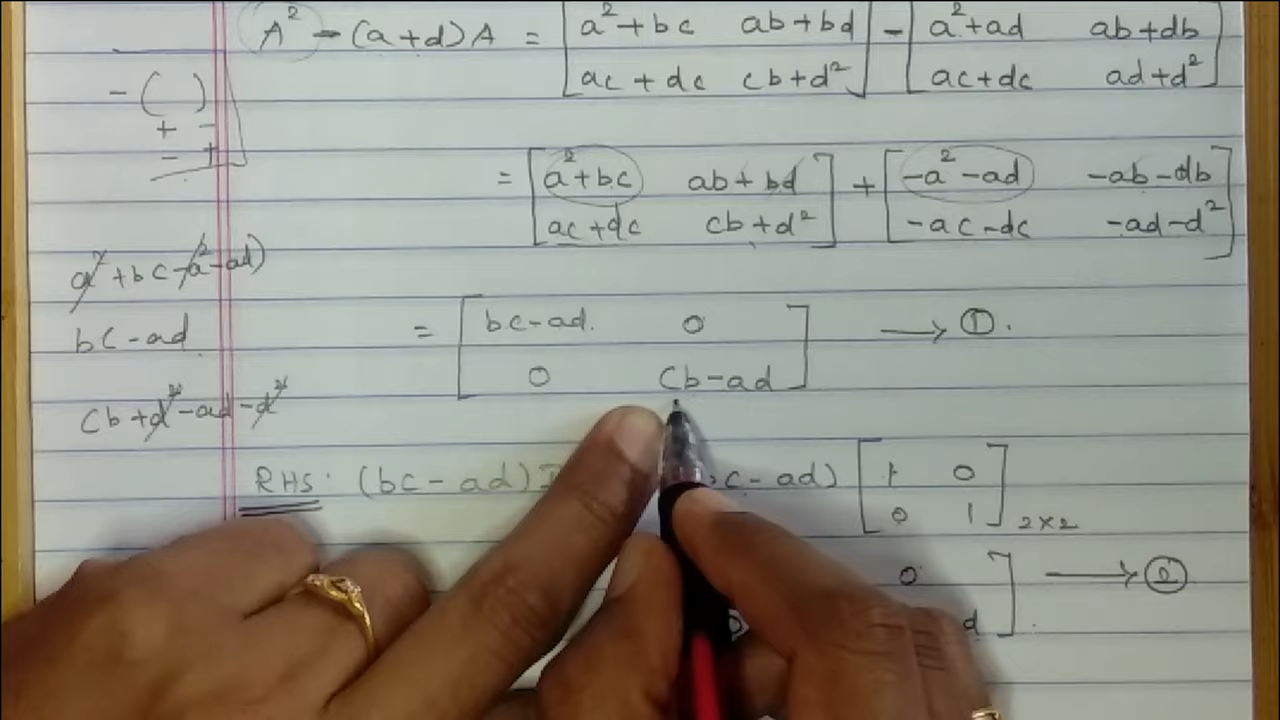 A² - (a+d)A = [a²+bc ab+bd] - [a²+ad ab+db]
[ac+dc cb+d²] [ac+dc ad+d²]
- ( )
+ -
- +
= [a²+bc ab+bd] + [-a²-ad -ab-db]
[ac+dc cb+d²] [-ac-dc -ad-d²]
a²+bc-a²-ad)
bc-ad = [bc-ad. 0] → ①.
[0 Cb-ad]
Cb+d²-ad-d²
RHS: (bc-ad) c-ad) [1 0]
[0 1] 2×2
0 ] → ②
d ]